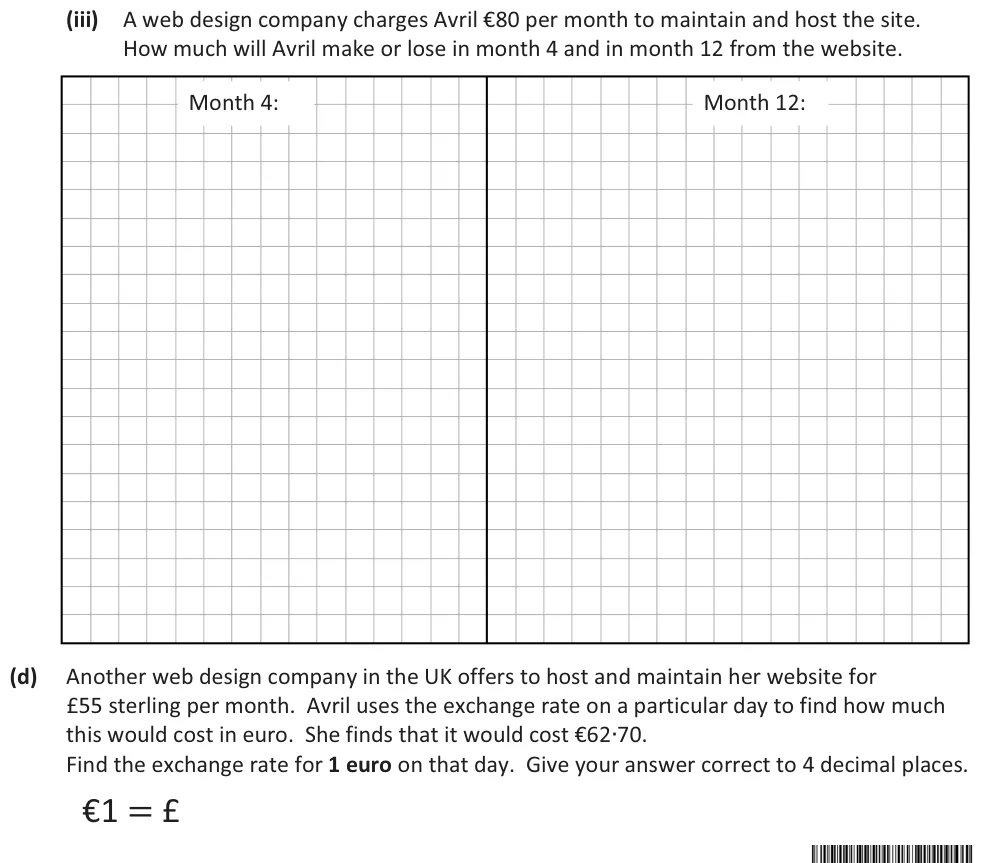 (iii) A web design company charges Avril €80 per month to maintain and host the site.
How much will Avril make or lose in month 4 and in month 12 from the website.
Month 4:
Month 12:
(d) Another web design company in the UK offers to host and maintain her website for
£55 sterling per month. Avril uses the exchange rate on a particular day to find how much
this would cost in euro. She finds that it would cost €62·70.
Find the exchange rate for 1 euro on that day. Give your answer correct to 4 decimal places.
€1 = £